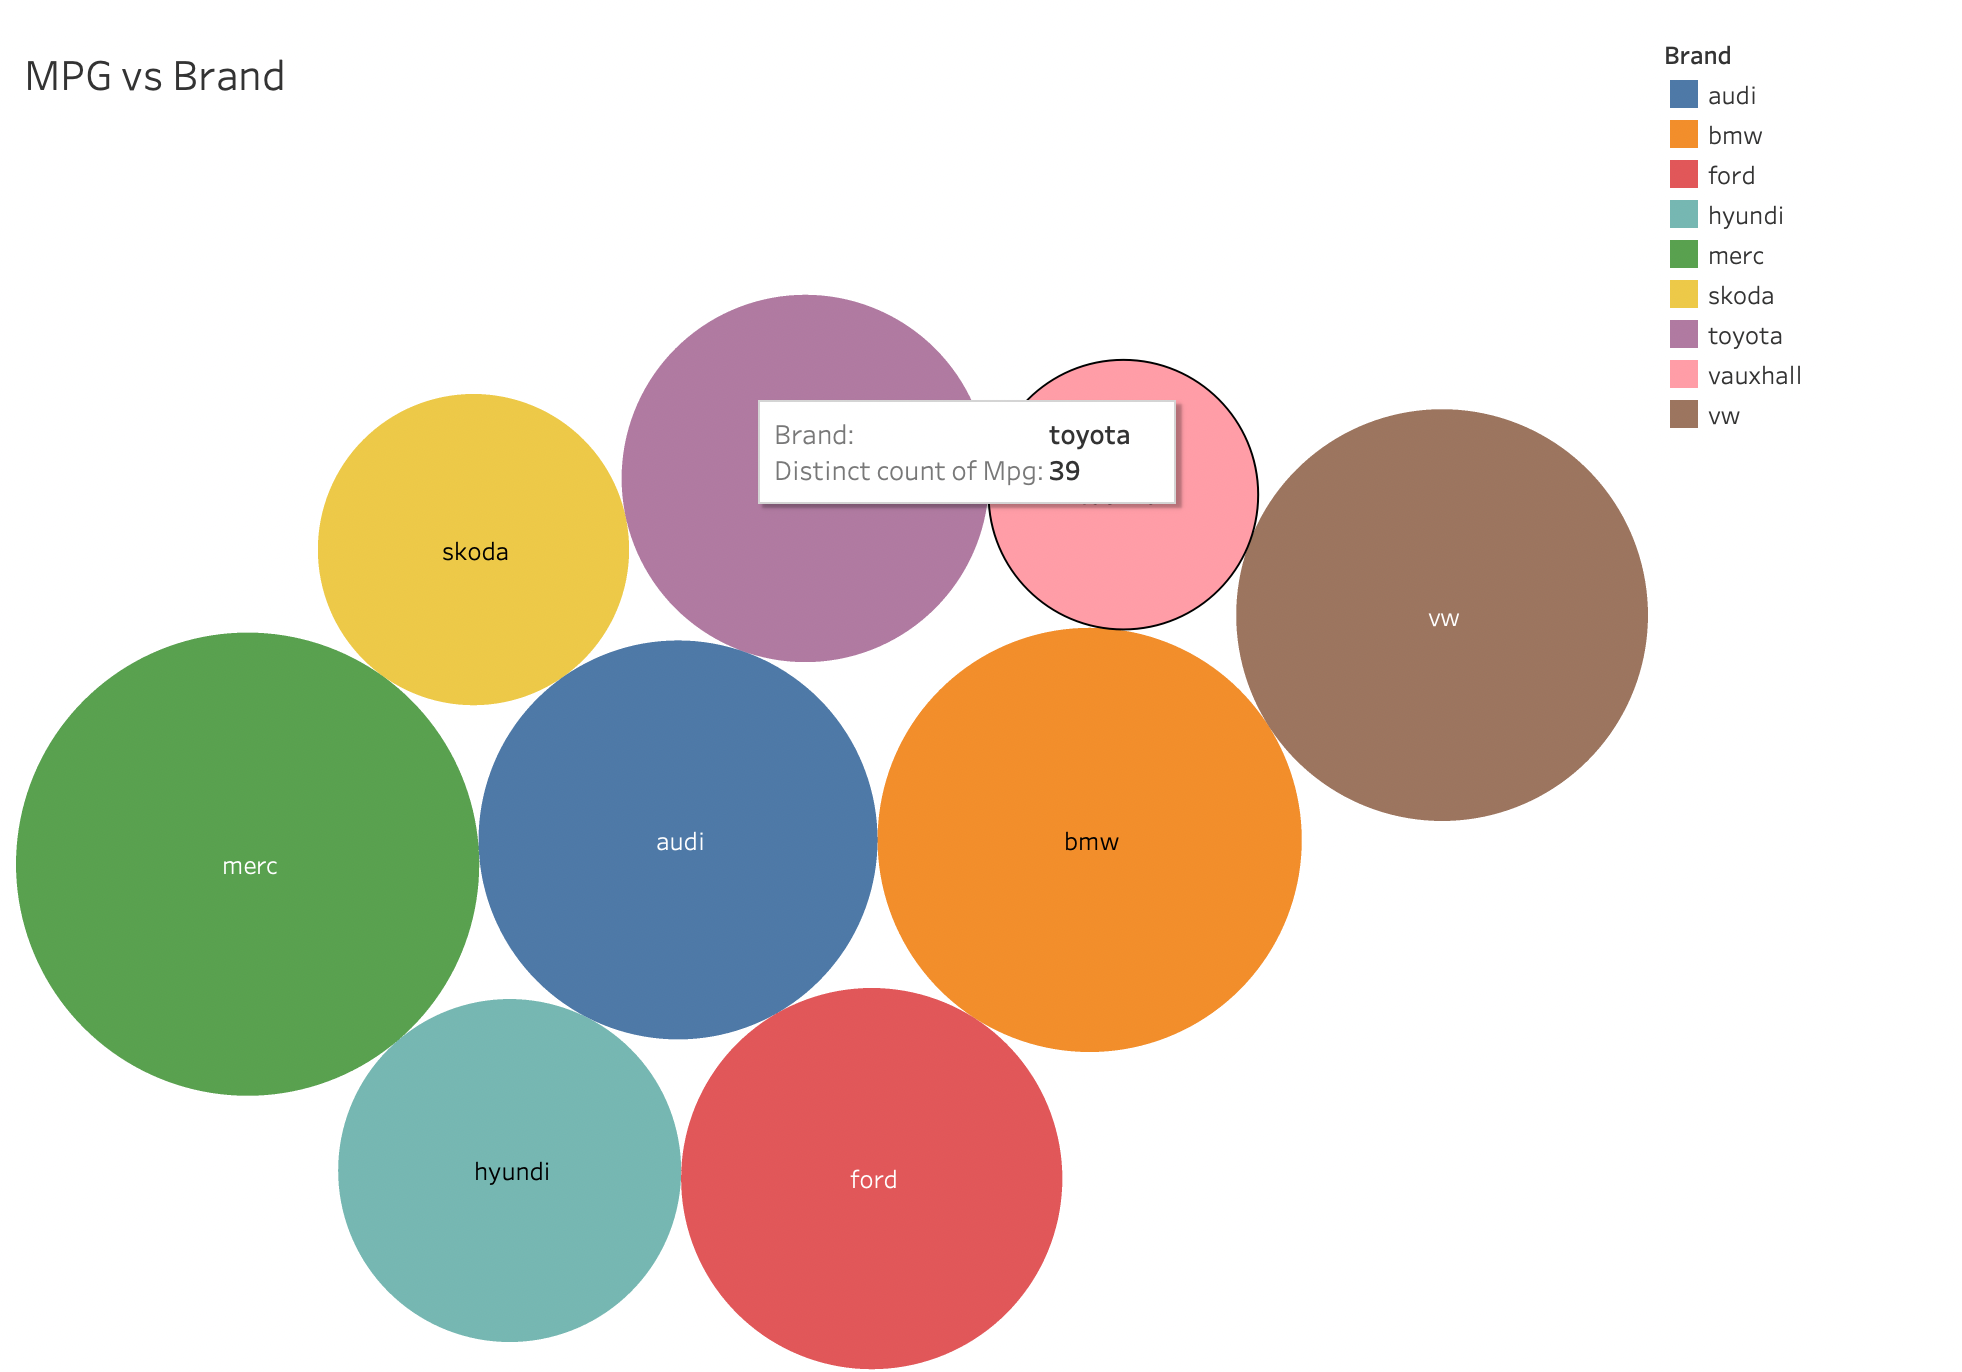 MPG vs Brand
Brand
audi
bmw
ford
hyundi
merc
skoda
toyota
vauxhall
vw
Brand: toyota
Distinct count of Mpg: 39
skoda
vw
merc
audi
bmw
hyundi
ford